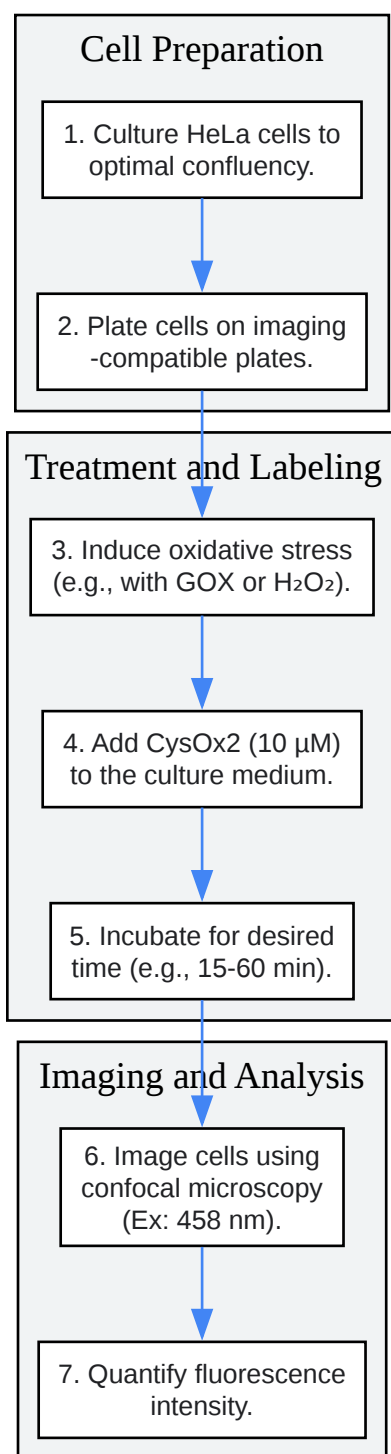 Cell Preparation
1. Culture HeLa cells to
optimal confluency.
2. Plate cells on imaging
-compatible plates.
Treatment and Labeling
3. Induce oxidative stress
(e.g., with GOX or H₂O₂).
4. Add CysOx2 (10 µM)
to the culture medium.
5. Incubate for desired
time (e.g., 15-60 min).
Imaging and Analysis
6. Image cells using
confocal microscopy
(Ex: 458 nm).
7. Quantify fluorescence
intensity.